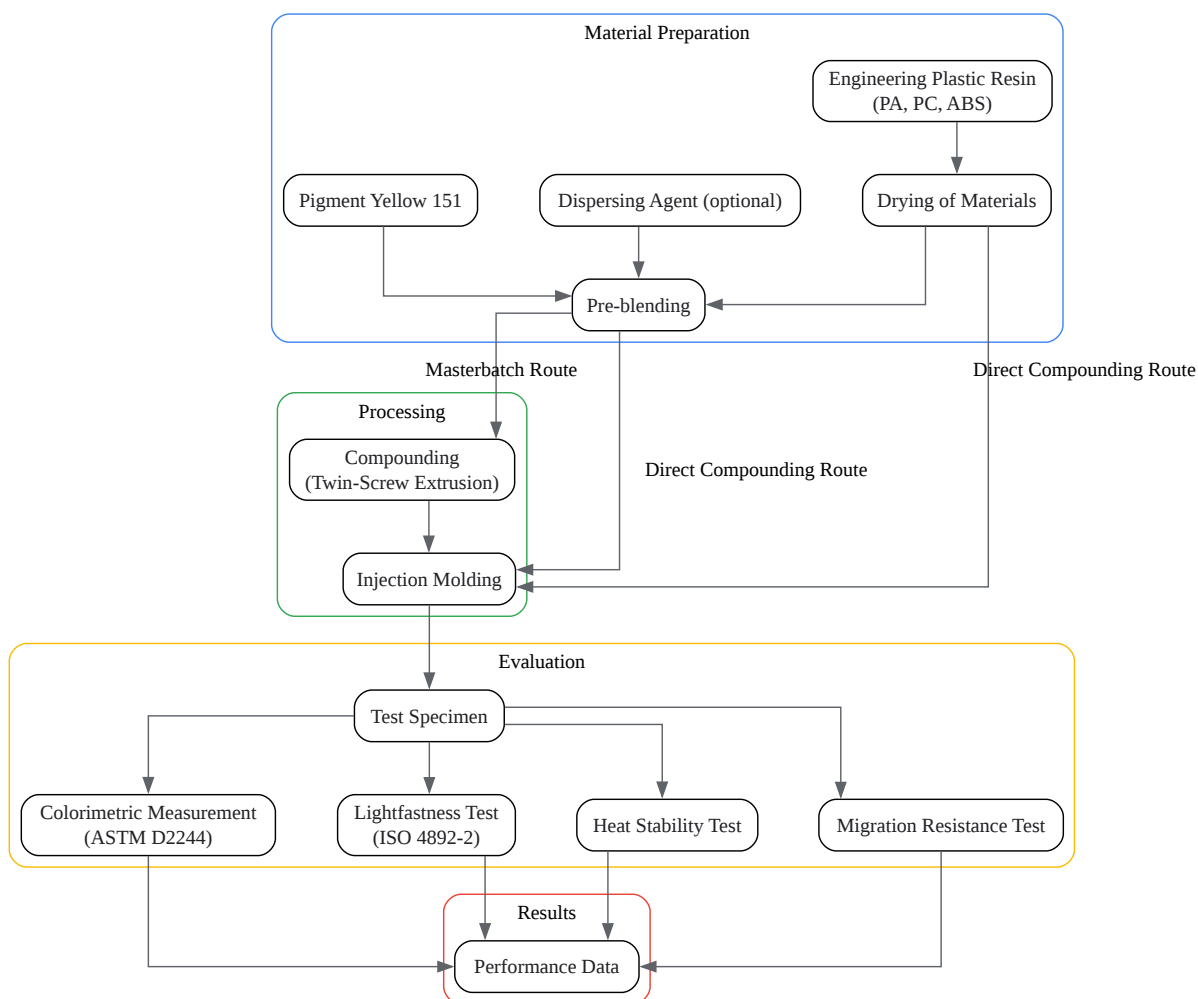 Material Preparation
Engineering Plastic Resin
(PA, PC, ABS)
Pigment Yellow 151
Dispersing Agent (optional)
Drying of Materials
Pre-blending
Masterbatch Route
Direct Compounding Route
Processing
Compounding
(Twin-Screw Extrusion)
Direct Compounding Route
Injection Molding
Evaluation
Test Specimen
Colorimetric Measurement
(ASTM D2244)
Lightfastness Test
(ISO 4892-2)
Heat Stability Test
Migration Resistance Test
Results
Performance Data